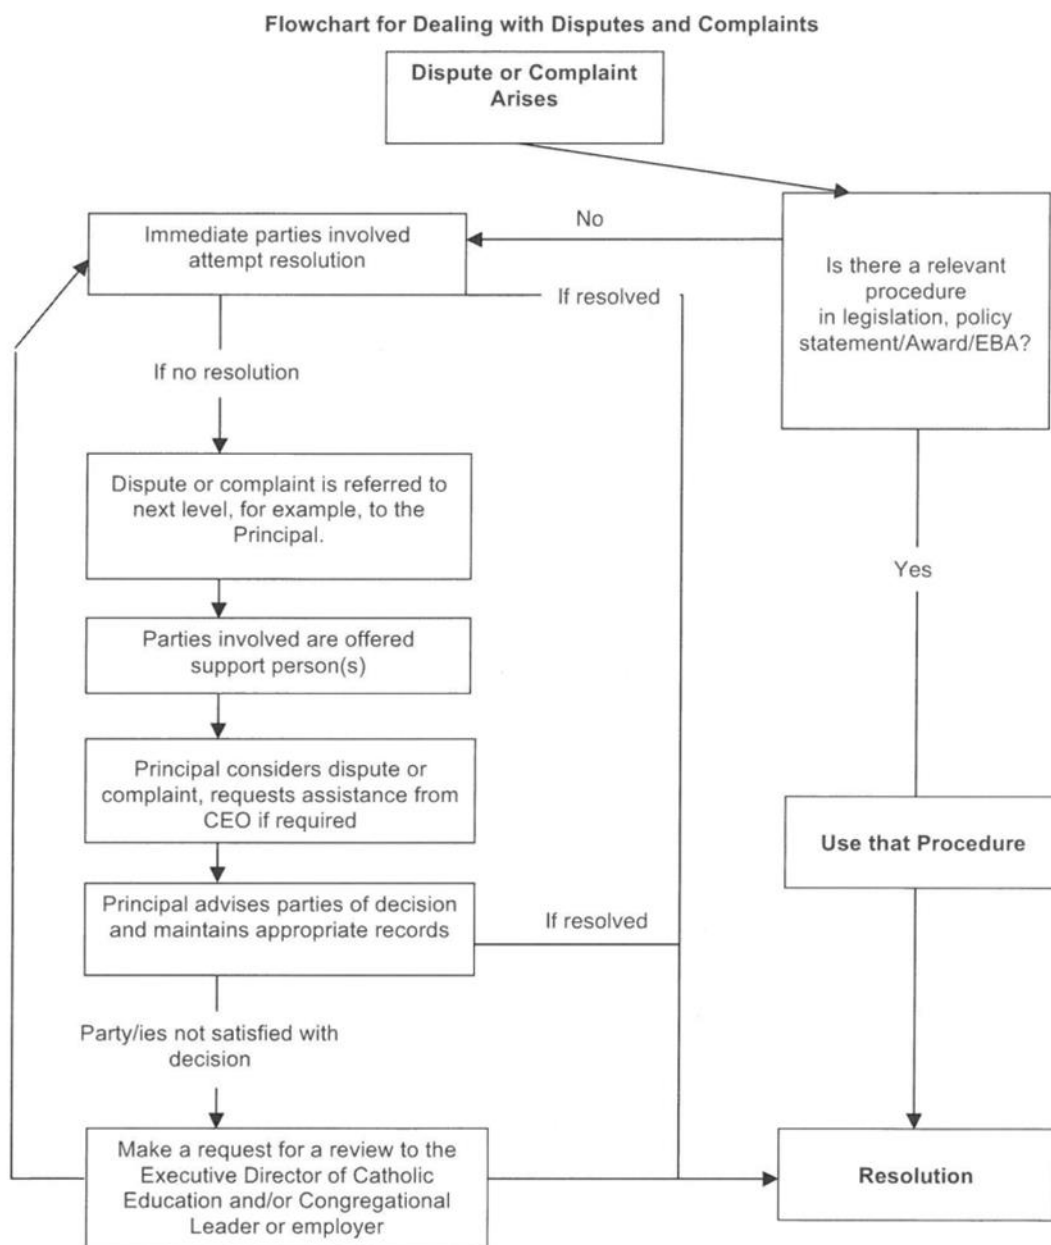 Flowchart for Dealing with Disputes and Complaints
Dispute or Complaint
Arises
No
Immediate parties involved
attempt resolution
Is there a relevant
procedure
in legislation, policy
statement/Award/EBA?
If resolved
If no resolution
Dispute or complaint is referred to
next level, for example, to the
Principal.
Yes
Parties involved are offered
support person(s)
Principal considers dispute or
complaint, requests assistance from
CEO if required
Use that Procedure
Principal advises parties of decision
and maintains appropriate records
If resolved
Party/ies not satisfied with
decision
Make a request for a review to the
Executive Director of Catholic
Education and/or Congregational
Leader or employer
Resolution